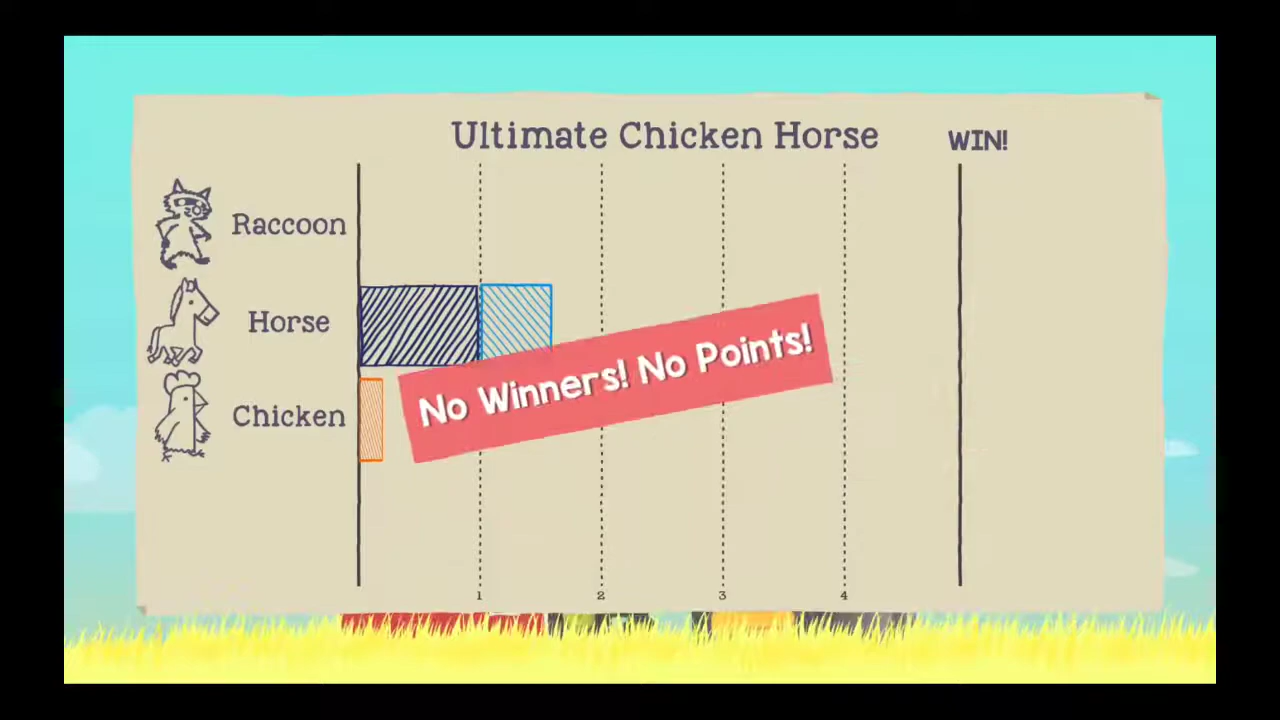 Ultimate Chicken Horse
WIN!
Raccoon
Horse
No Winners! No Points!
Chicken
1 2 3 4